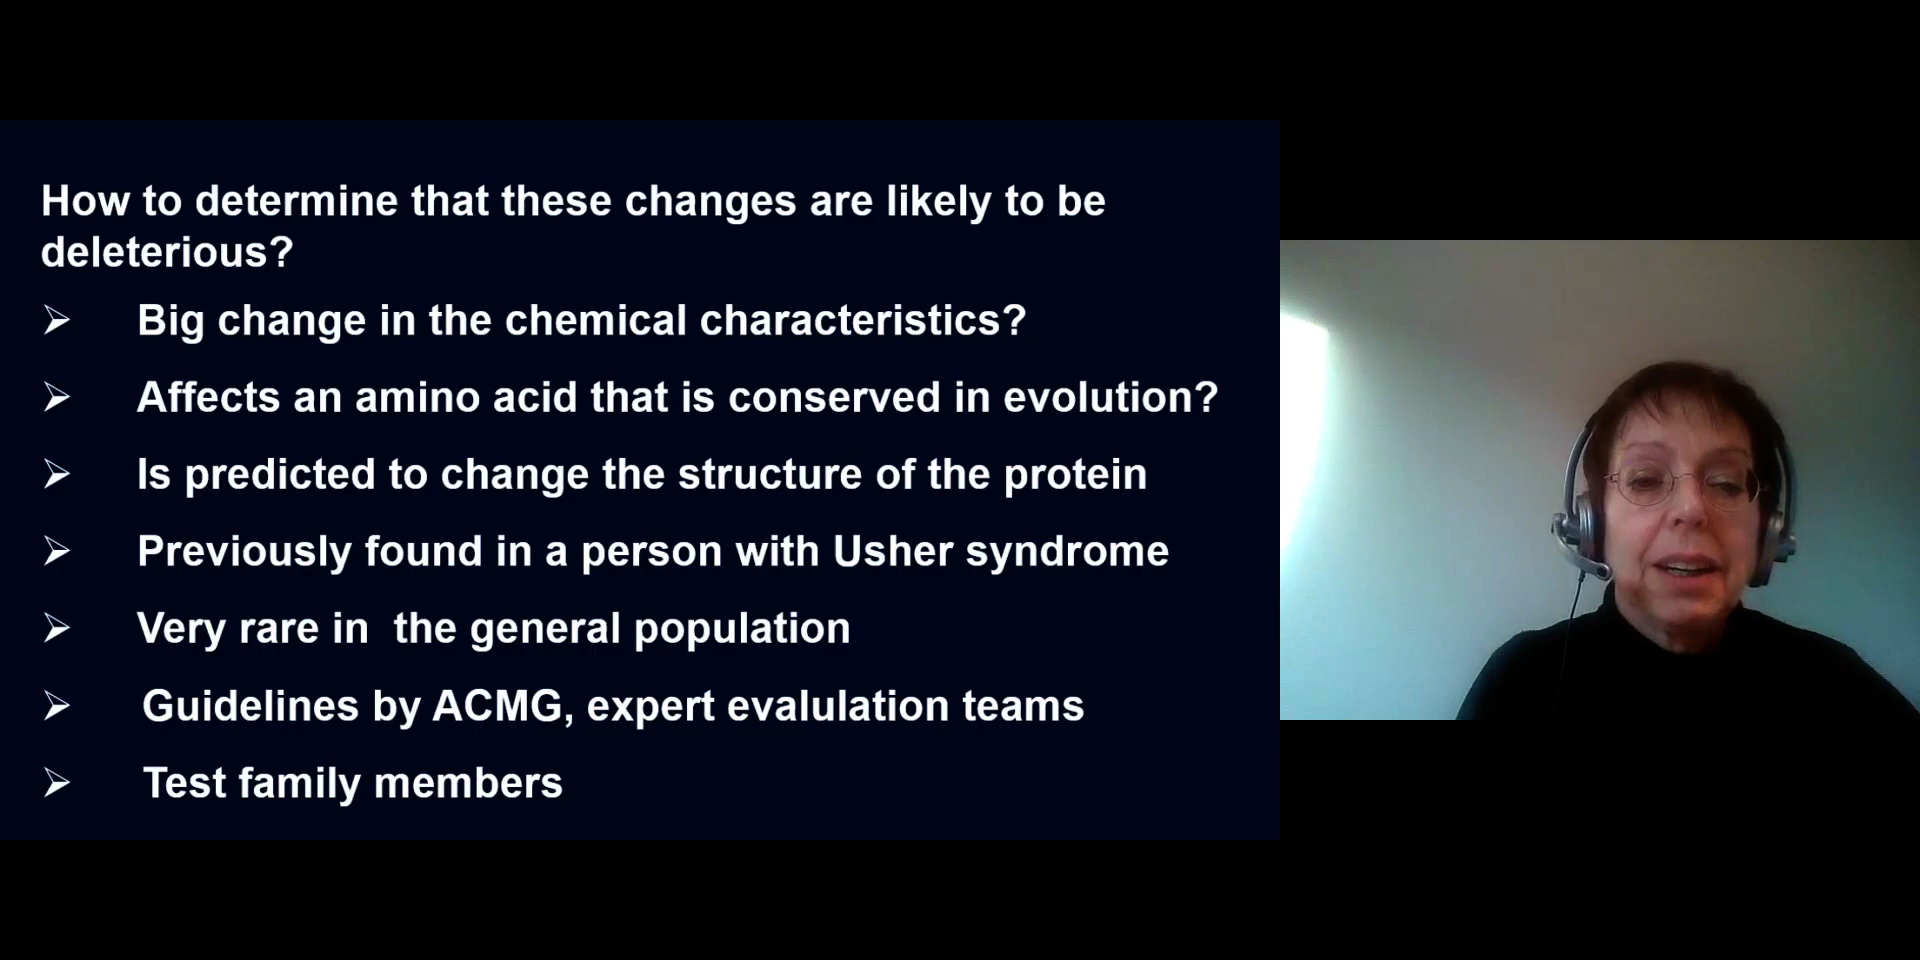 How to determine that these changes are likely to be
deleterious?
Big change in the chemical characteristics?
Affects an amino acid that is conserved in evolution?
Is predicted to change the structure of the protein
Previously found in a person with Usher syndrome
Very rare in  the general population
Guidelines by ACMG, expert evalulation teams
Test family members